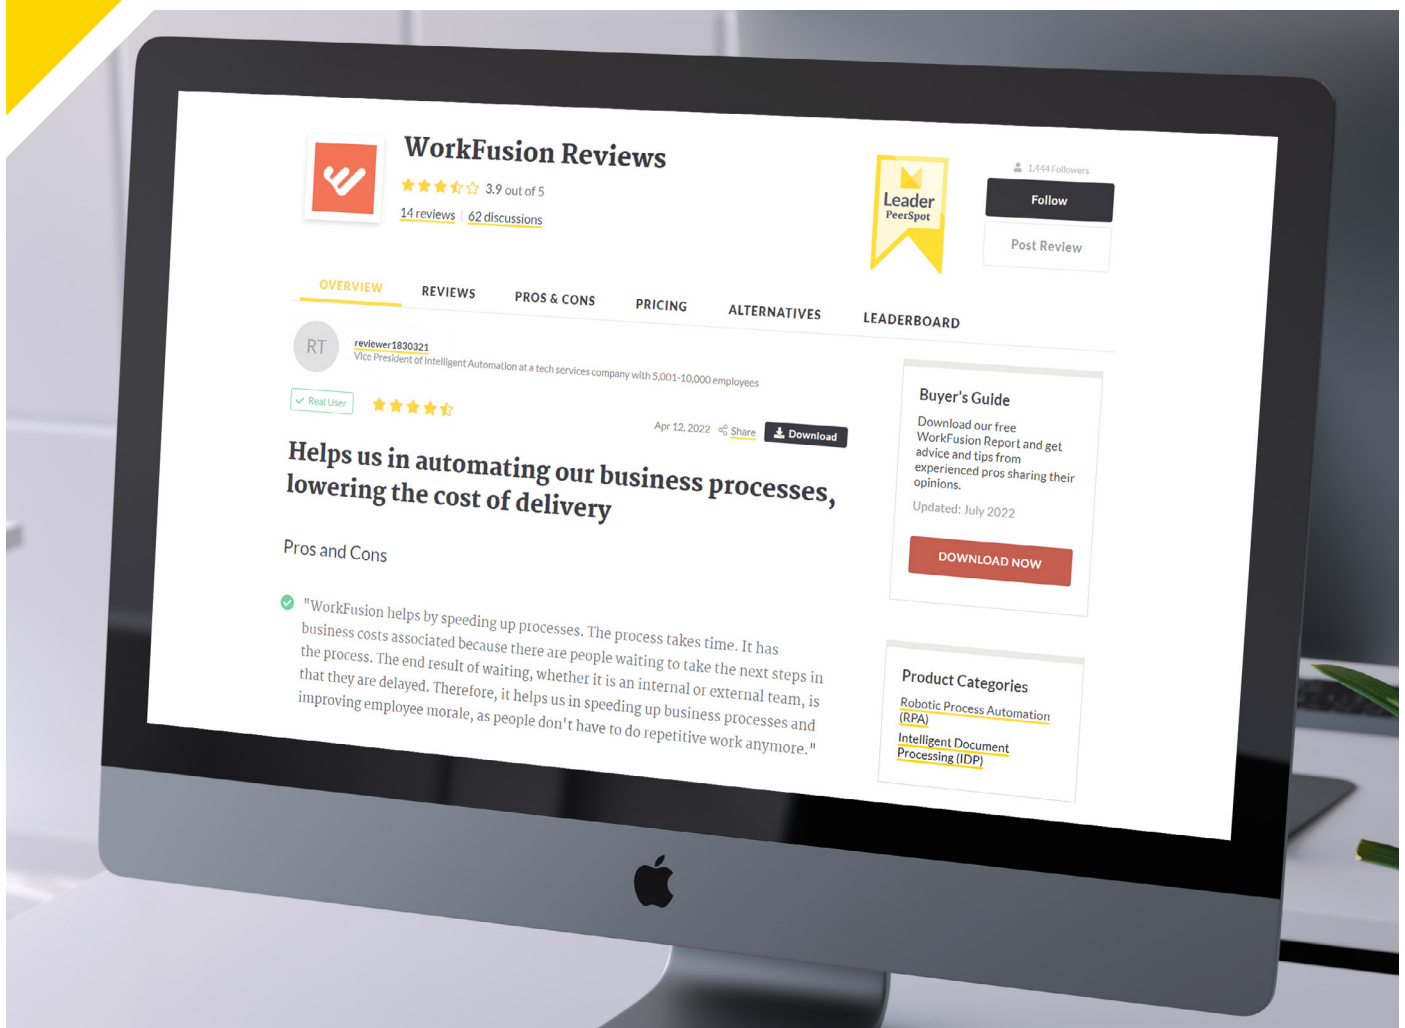 WorkFusion Reviews
3.9 out of 5
14 reviews | 62 discussions
Leader
PeerSpot
1,444 Followers
Follow
Post Review
OVERVIEW
REVIEWS
PROS & CONS
PRICING
ALTERNATIVES
LEADERBOARD
RT
reviewer1830321
Vice President of Intelligent Automation at a tech services company with 5,001-10,000 employees
Real User
Apr 12, 2022
Share
Download
Helps us in automating our business processes,
lowering the cost of delivery
Pros and Cons
"WorkFusion helps by speeding up processes. The process takes time. It has
business costs associated because there are people waiting to take the next steps in
the process. The end result of waiting, whether it is an internal or external team, is
that they are delayed. Therefore, it helps us in speeding up business processes and
improving employee morale, as people don't have to do repetitive work anymore."
Buyer's Guide
Download our free
WorkFusion Report and get
advice and tips from
experienced pros sharing their
opinions.
Updated: July 2022
DOWNLOAD NOW
Product Categories
Robotic Process Automation
(RPA)
Intelligent Document
Processing (IDP)